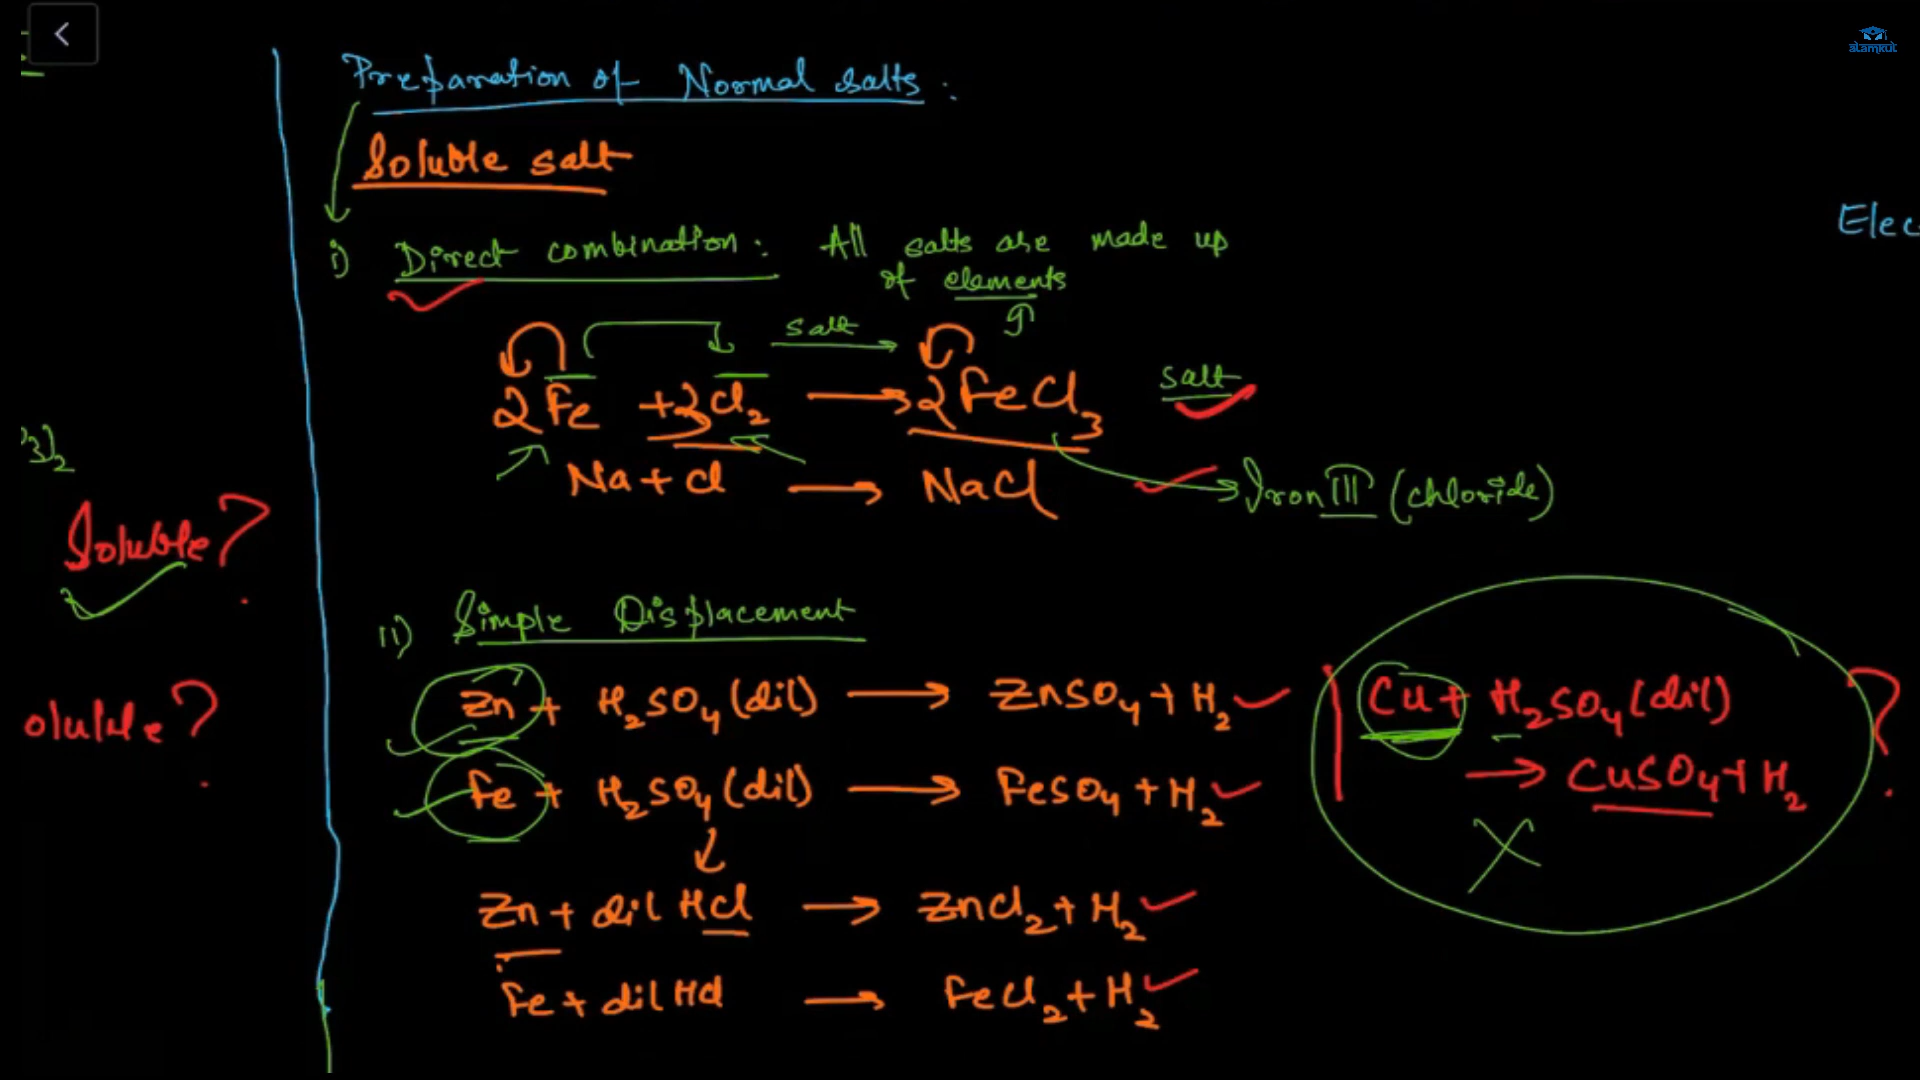 alamkut
Preparation of Normal salts :
Soluble salt
i) Direct combination : All salts are made up
of elements
salt
2Fe + 3Cl₂ → 2FeCl₃ salt
Na + Cl → NaCl
Iron III (chloride)
ii) Simple Displacement
Zn + H₂SO₄ (dil) → ZnSO₄ + H₂
Fe + H₂SO₄ (dil) → FeSO₄ + H₂
Zn + dil HCl → ZnCl₂ + H₂
Fe + dil HCl → FeCl₂ + H₂
Cu + H₂SO₄ (dil)
→ CuSO₄ + H₂ ?
3)₂
Soluble ?
oluble ?
Elec